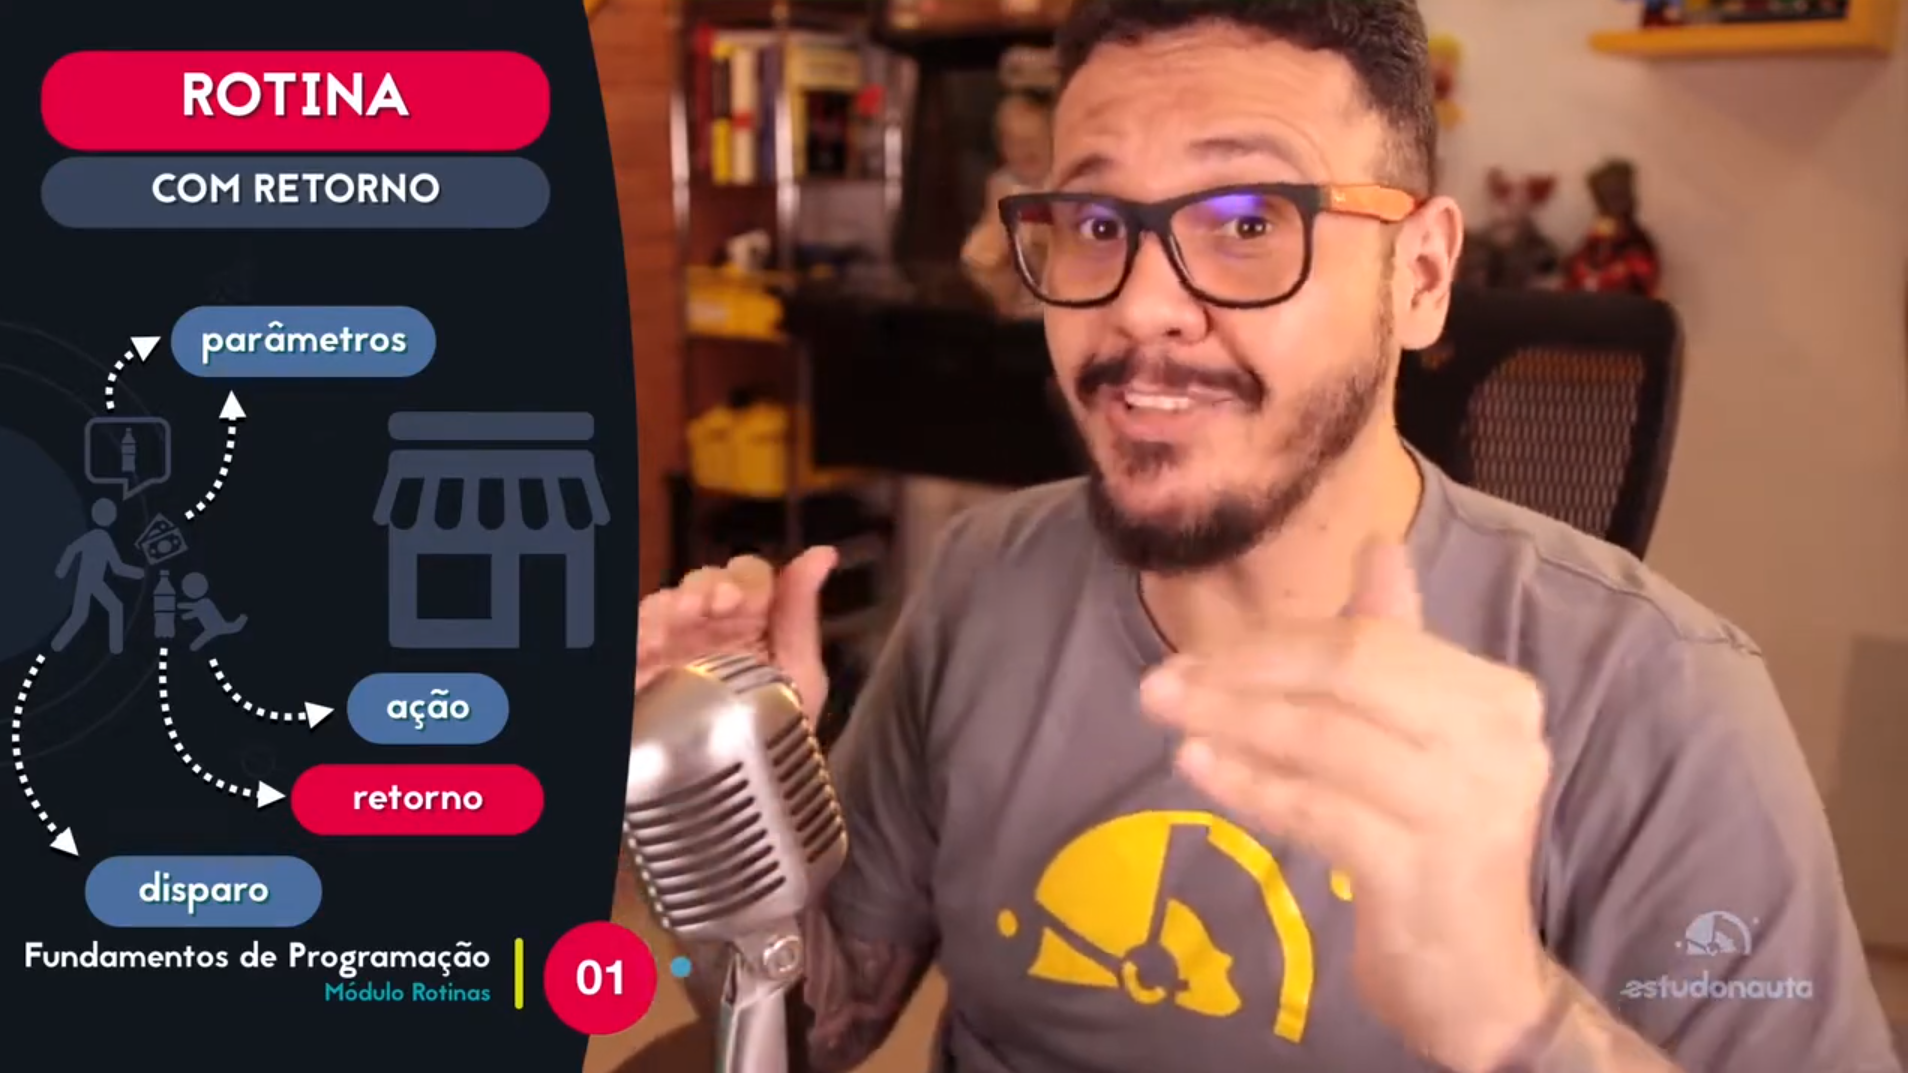 ROTINA
COM RETORNO
parâmetros
ação
retorno
disparo
Fundamentos de Programação
Módulo Rotinas
01
estudonauta